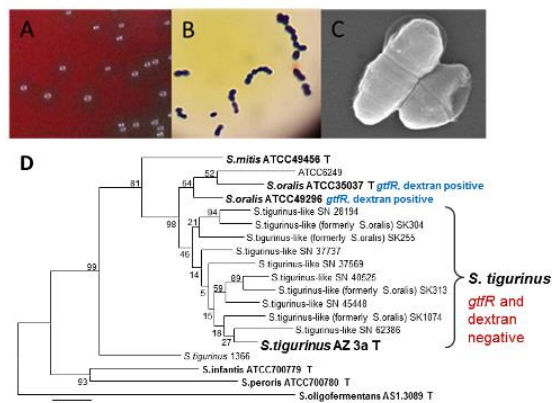 A
B
C
D
S.mitis ATCC49456 T
ATCC6249
S.oralis ATCC35037 T gtfR, dextran positive
S.oralis ATCC49296 gtfR, dextran positive
S.tigurinus-like SN 28194
S.tigurinus-like (formerly S.oralis) SK304
S.tigurinus-like (formerly S.oralis) SK255
S.tigurinus-like SN 37737
S.tigurinus-like SN 37569
S.tigurinus-like SN 40525
S.tigurinus-like (formerly S.oralis) SK313
S.tigurinus-like SN 45448
S.tigurinus-like (formerly S.oralis) SK1074
S.tigurinus-like SN 62386
S.tigurinus AZ 3a T
S.tigurinus 1366
S.infantis ATCC700779 T
S.peroris ATCC700780 T
S.oligofermentans AS1.3089 T
S. tigurinus
gtfR and
dextran
negative
81
52
64
98
94
21
46
14
5
89
59
15
18
27
99
93